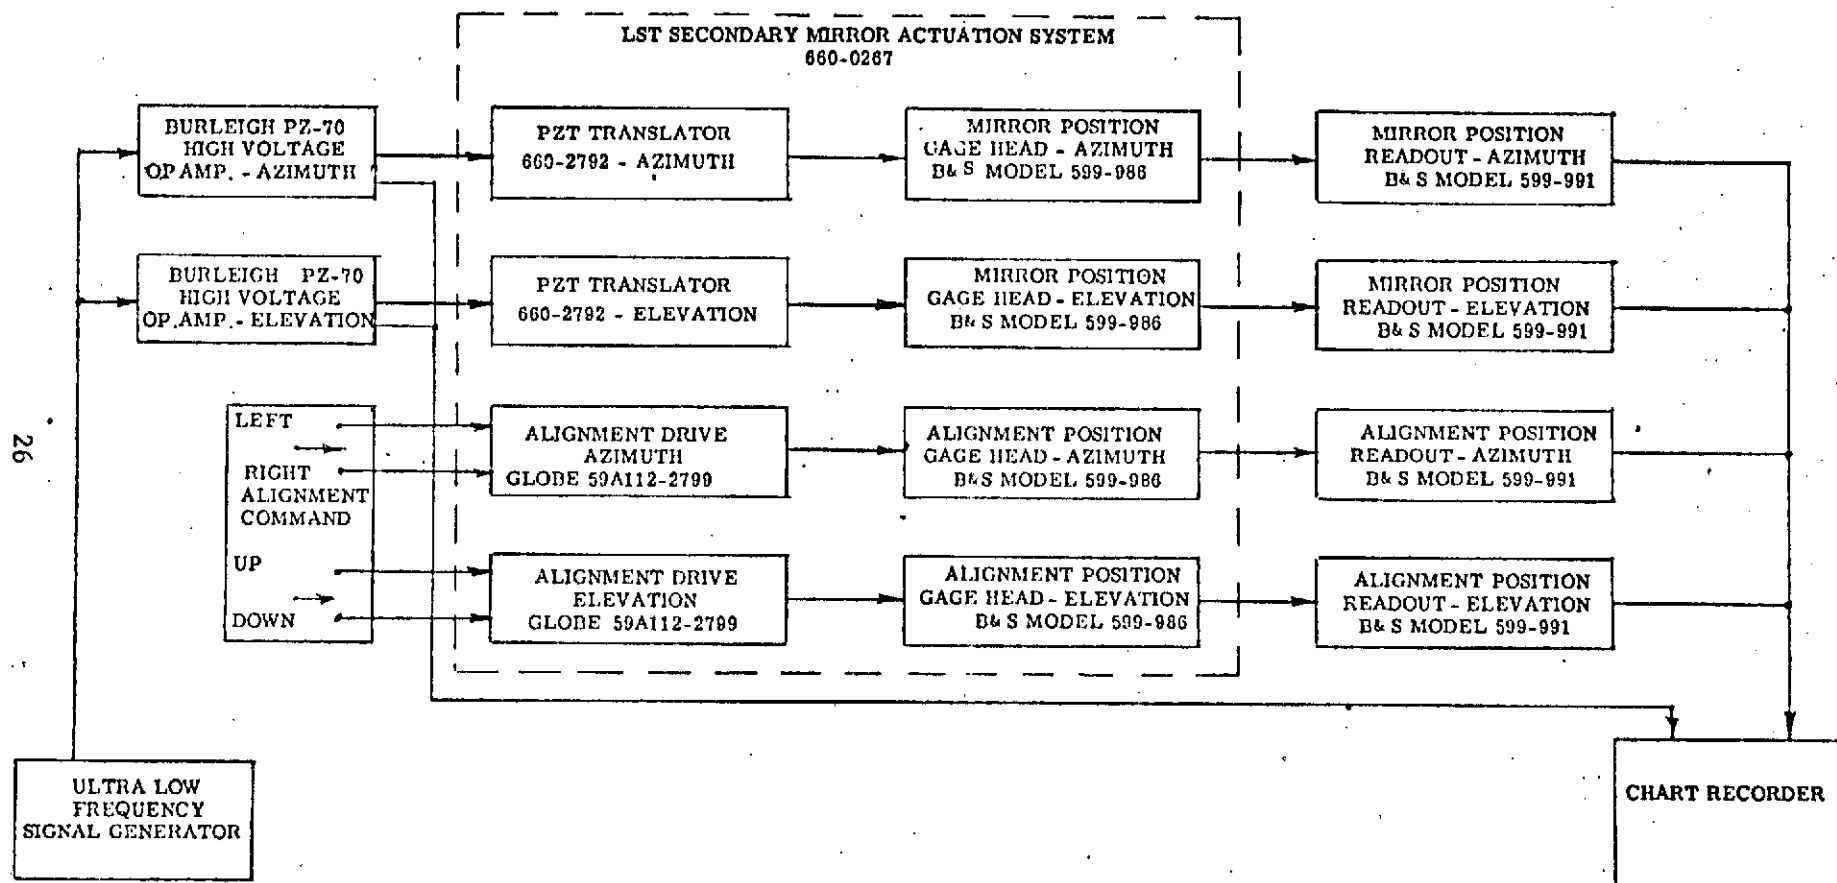 LST SECONDARY MIRROR ACTUATION SYSTEM
660-0267
BURLEIGH PZ-70
HIGH VOLTAGE
OP.AMP. - AZIMUTH
PZT TRANSLATOR
660-2792 - AZIMUTH
MIRROR POSITION
GAGE HEAD - AZIMUTH
B&S MODEL 599-986
MIRROR POSITION
READOUT - AZIMUTH
B&S MODEL 599-991
BURLEIGH PZ-70
HIGH VOLTAGE
OP.AMP. - ELEVATION
PZT TRANSLATOR
660-2792 - ELEVATION
MIRROR POSITION
GAGE HEAD - ELEVATION
B&S MODEL 599-986
MIRROR POSITION
READOUT - ELEVATION
B&S MODEL 599-991
LEFT
RIGHT
ALIGNMENT
COMMAND
UP
DOWN
ALIGNMENT DRIVE
AZIMUTH
GLOBE 59A112-2799
ALIGNMENT POSITION
GAGE HEAD - AZIMUTH
B&S MODEL 599-986
ALIGNMENT POSITION
READOUT - AZIMUTH
B&S MODEL 599-991
ALIGNMENT DRIVE
ELEVATION
GLOBE 59A112-2799
ALIGNMENT POSITION
GAGE HEAD - ELEVATION
B&S MODEL 599-986
ALIGNMENT POSITION
READOUT - ELEVATION
B&S MODEL 599-991
ULTRA LOW
FREQUENCY
SIGNAL GENERATOR
CHART RECORDER
26